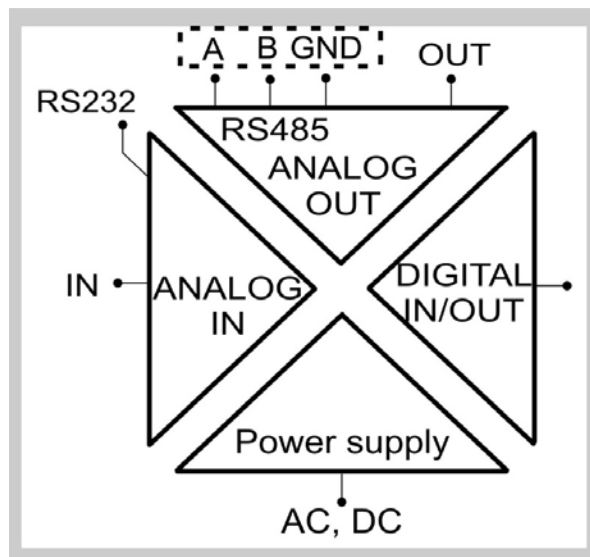 A B GND OUT
RS232
RS485
ANALOG
OUT
IN
ANALOG
IN
DIGITAL
IN/OUT
Power supply
AC, DC